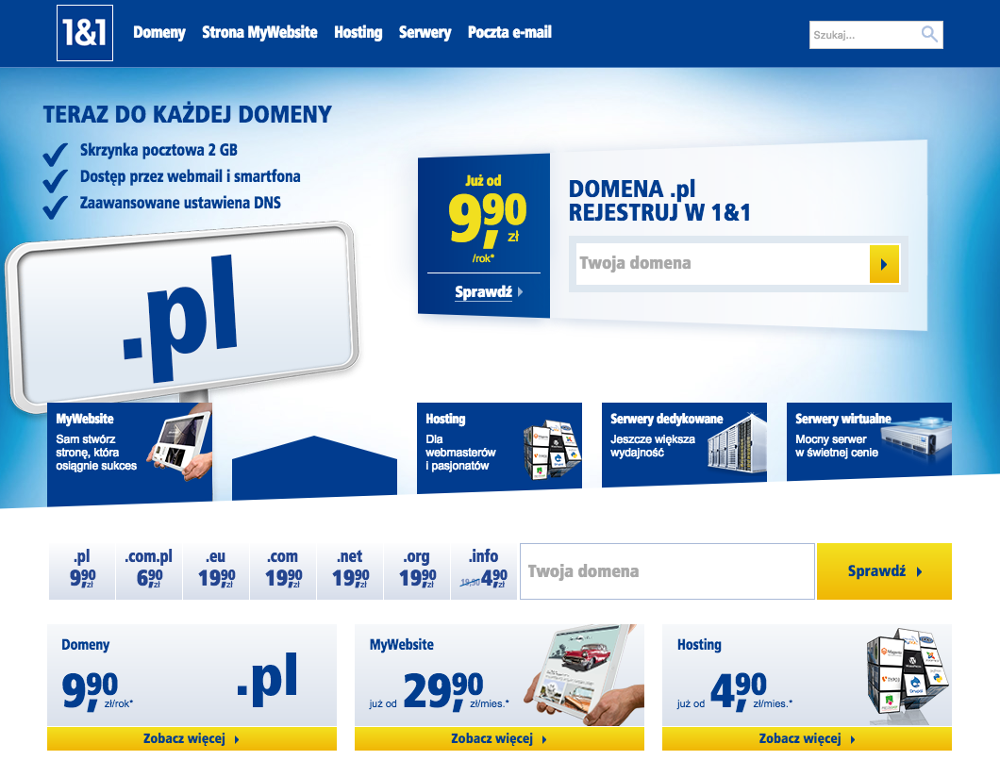 1&1
Domeny Strona MyWebsite Hosting Serwery Poczta e-mail
Szukaj...
TERAZ DO KAŻDEJ DOMENY
Skrzynka pocztowa 2 GB
Dostęp przez webmail i smartfona
Zaawansowane ustawiena DNS
.pl
Już od
9,90 zł
/rok*
Sprawdź
DOMENA .pl
REJESTRUJ W 1&1
Twoja domena
MyWebsite
Sam stwórz
stronę, która
osiągnie sukces
Hosting
Dla
webmasterów
i pasjonatów
Serwery dedykowane
Jeszcze większa
wydajność
Serwery wirtualne
Mocny serwer
w świetnej cenie
.pl .com.pl .eu .com .net .org .info
9,90 zł 6,90 zł 19,90 zł 19,90 zł 19,90 zł 19,90 zł 19,90 4,90 zł
Twoja domena
Sprawdź
Domeny
9,90 zł/rok*
.pl
Zobacz więcej
MyWebsite
już od 29,90 zł/mies.*
Zobacz więcej
Hosting
już od 4,90 zł/mies.*
Zobacz więcej